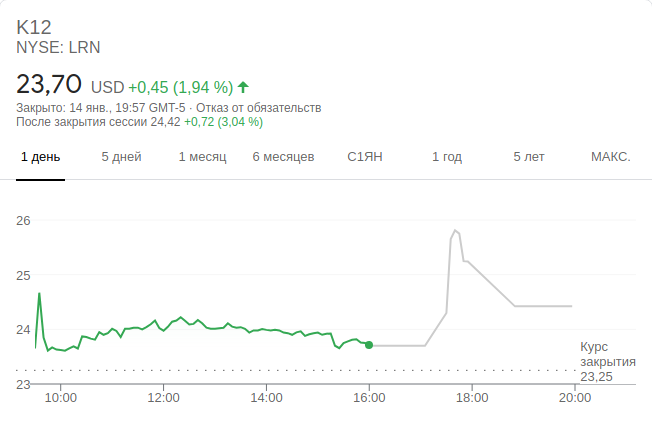 K12
NYSE: LRN
23,70 USD +0,45 (1,94 %)
Закрыто: 14 янв., 19:57 GMT-5 · Отказ от обязательств
После закрытия сессии 24,42 +0,72 (3,04 %)
1 день 5 дней 1 месяц 6 месяцев С1ЯН 1 год 5 лет МАКС.
26
25
24
Курс
закрытия
23,25
23
10:00 12:00 14:00 16:00 18:00 20:00